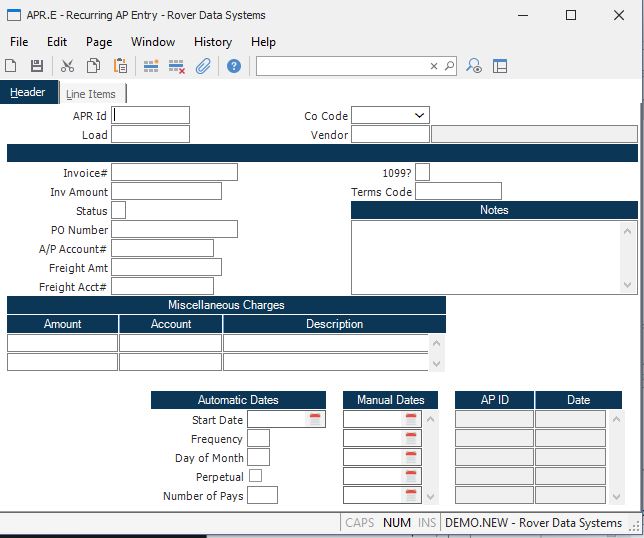 APR.E - Recurring AP Entry - Rover Data Systems
File Edit Page Window History Help
Header Line Items
APR Id Co Code
Load Vendor
Invoice# 1099?
Inv Amount Terms Code
Status Notes
PO Number
A/P Account#
Freight Amt
Freight Acct#
Miscellaneous Charges
Amount Account Description
Automatic Dates Manual Dates AP ID Date
Start Date
Frequency
Day of Month
Perpetual
Number of Pays
CAPS NUM INS DEMO.NEW - Rover Data Systems